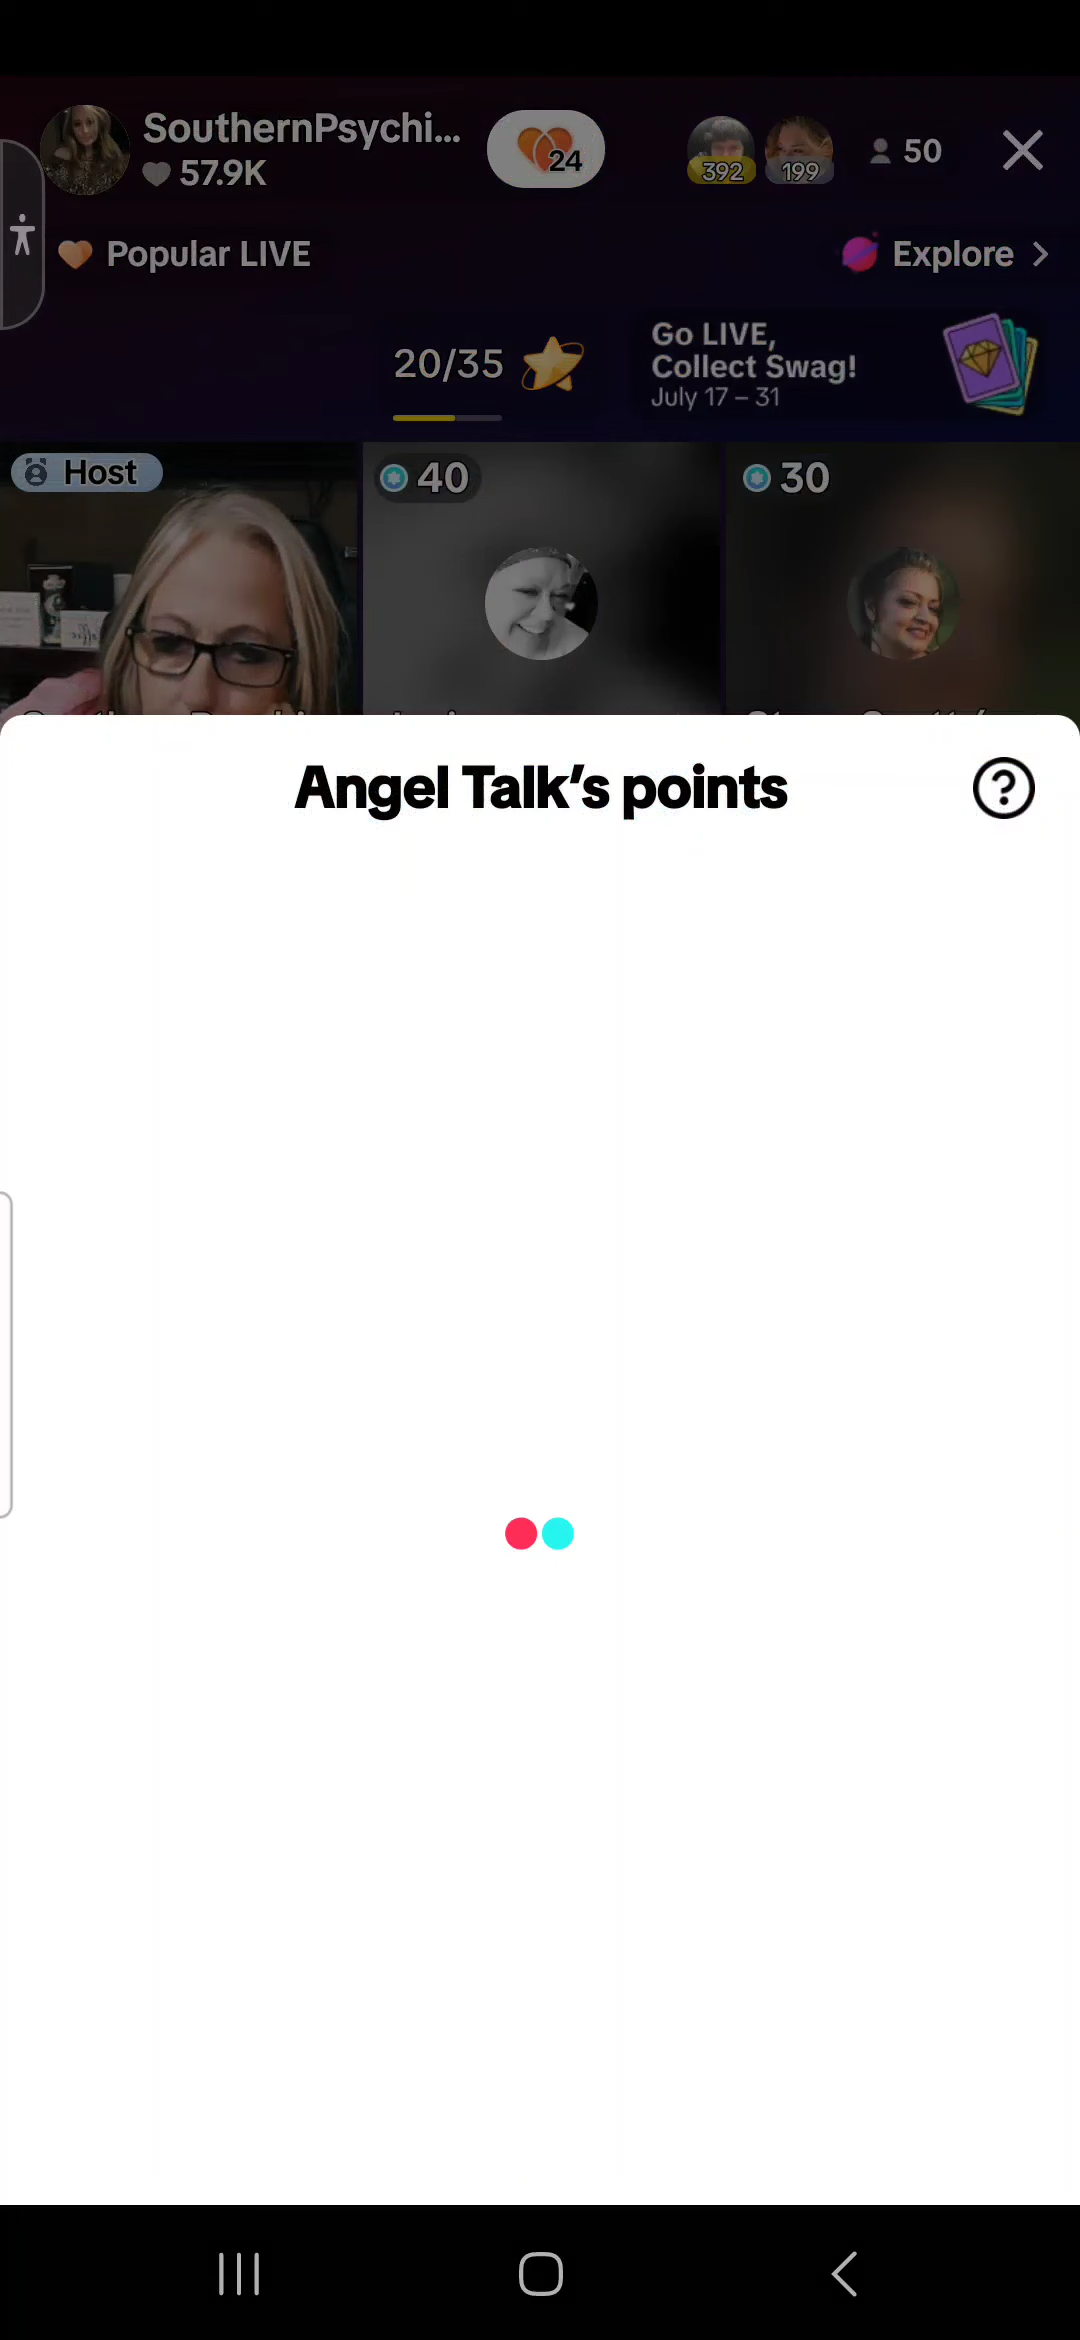 SouthernPsychi...
57.9K
24
392
199
50
Popular LIVE
Explore
20/35
Go LIVE,
Collect Swag!
July 17 – 31
Host
40
30
Angel Talk's points